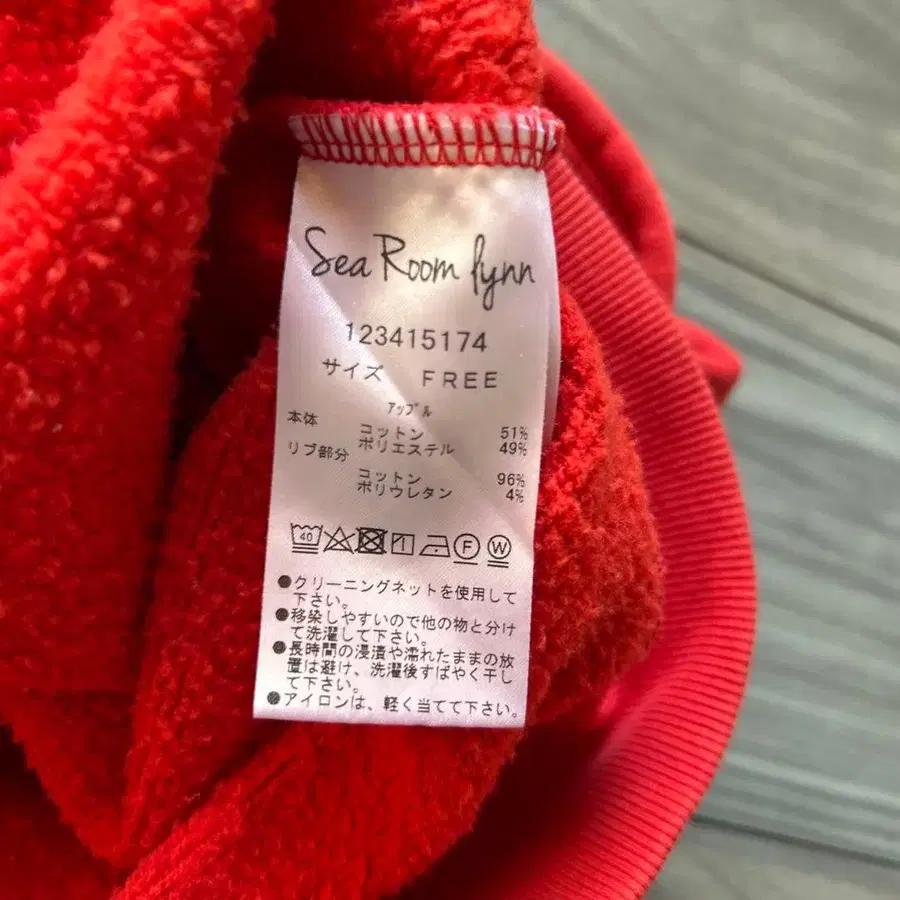 Sea Room lynn
123415174
サイズ FREE
アップル
本体 コットン 51%
ポリエステル 49%
リブ部分 コットン 96%
ポリウレタン 4%
40 F W
●クリーニングネットを使用して
下さい。
●移染しやすいので他の物と分け
て洗濯して下さい。
●長時間の浸漬や濡れたままの放
置は避け、洗濯後すばやく干し
て下さい。
●アイロンは、軽く当てて下さい。